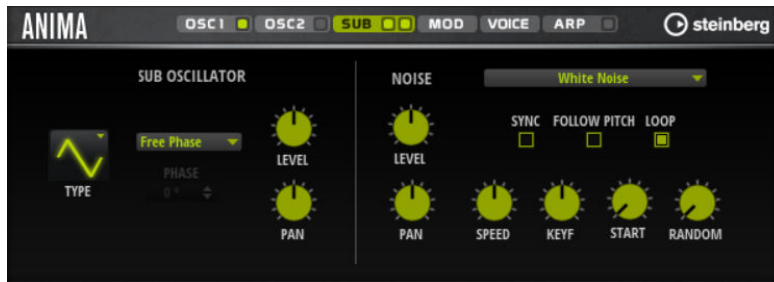 ANIMA
OSC1 OSC2 SUB MOD VOICE ARP
steinberg
SUB OSCILLATOR
Free Phase
PHASE
0 °
TYPE
LEVEL
PAN
NOISE
White Noise
SYNC FOLLOW PITCH LOOP
LEVEL
PAN SPEED KEYF START RANDOM